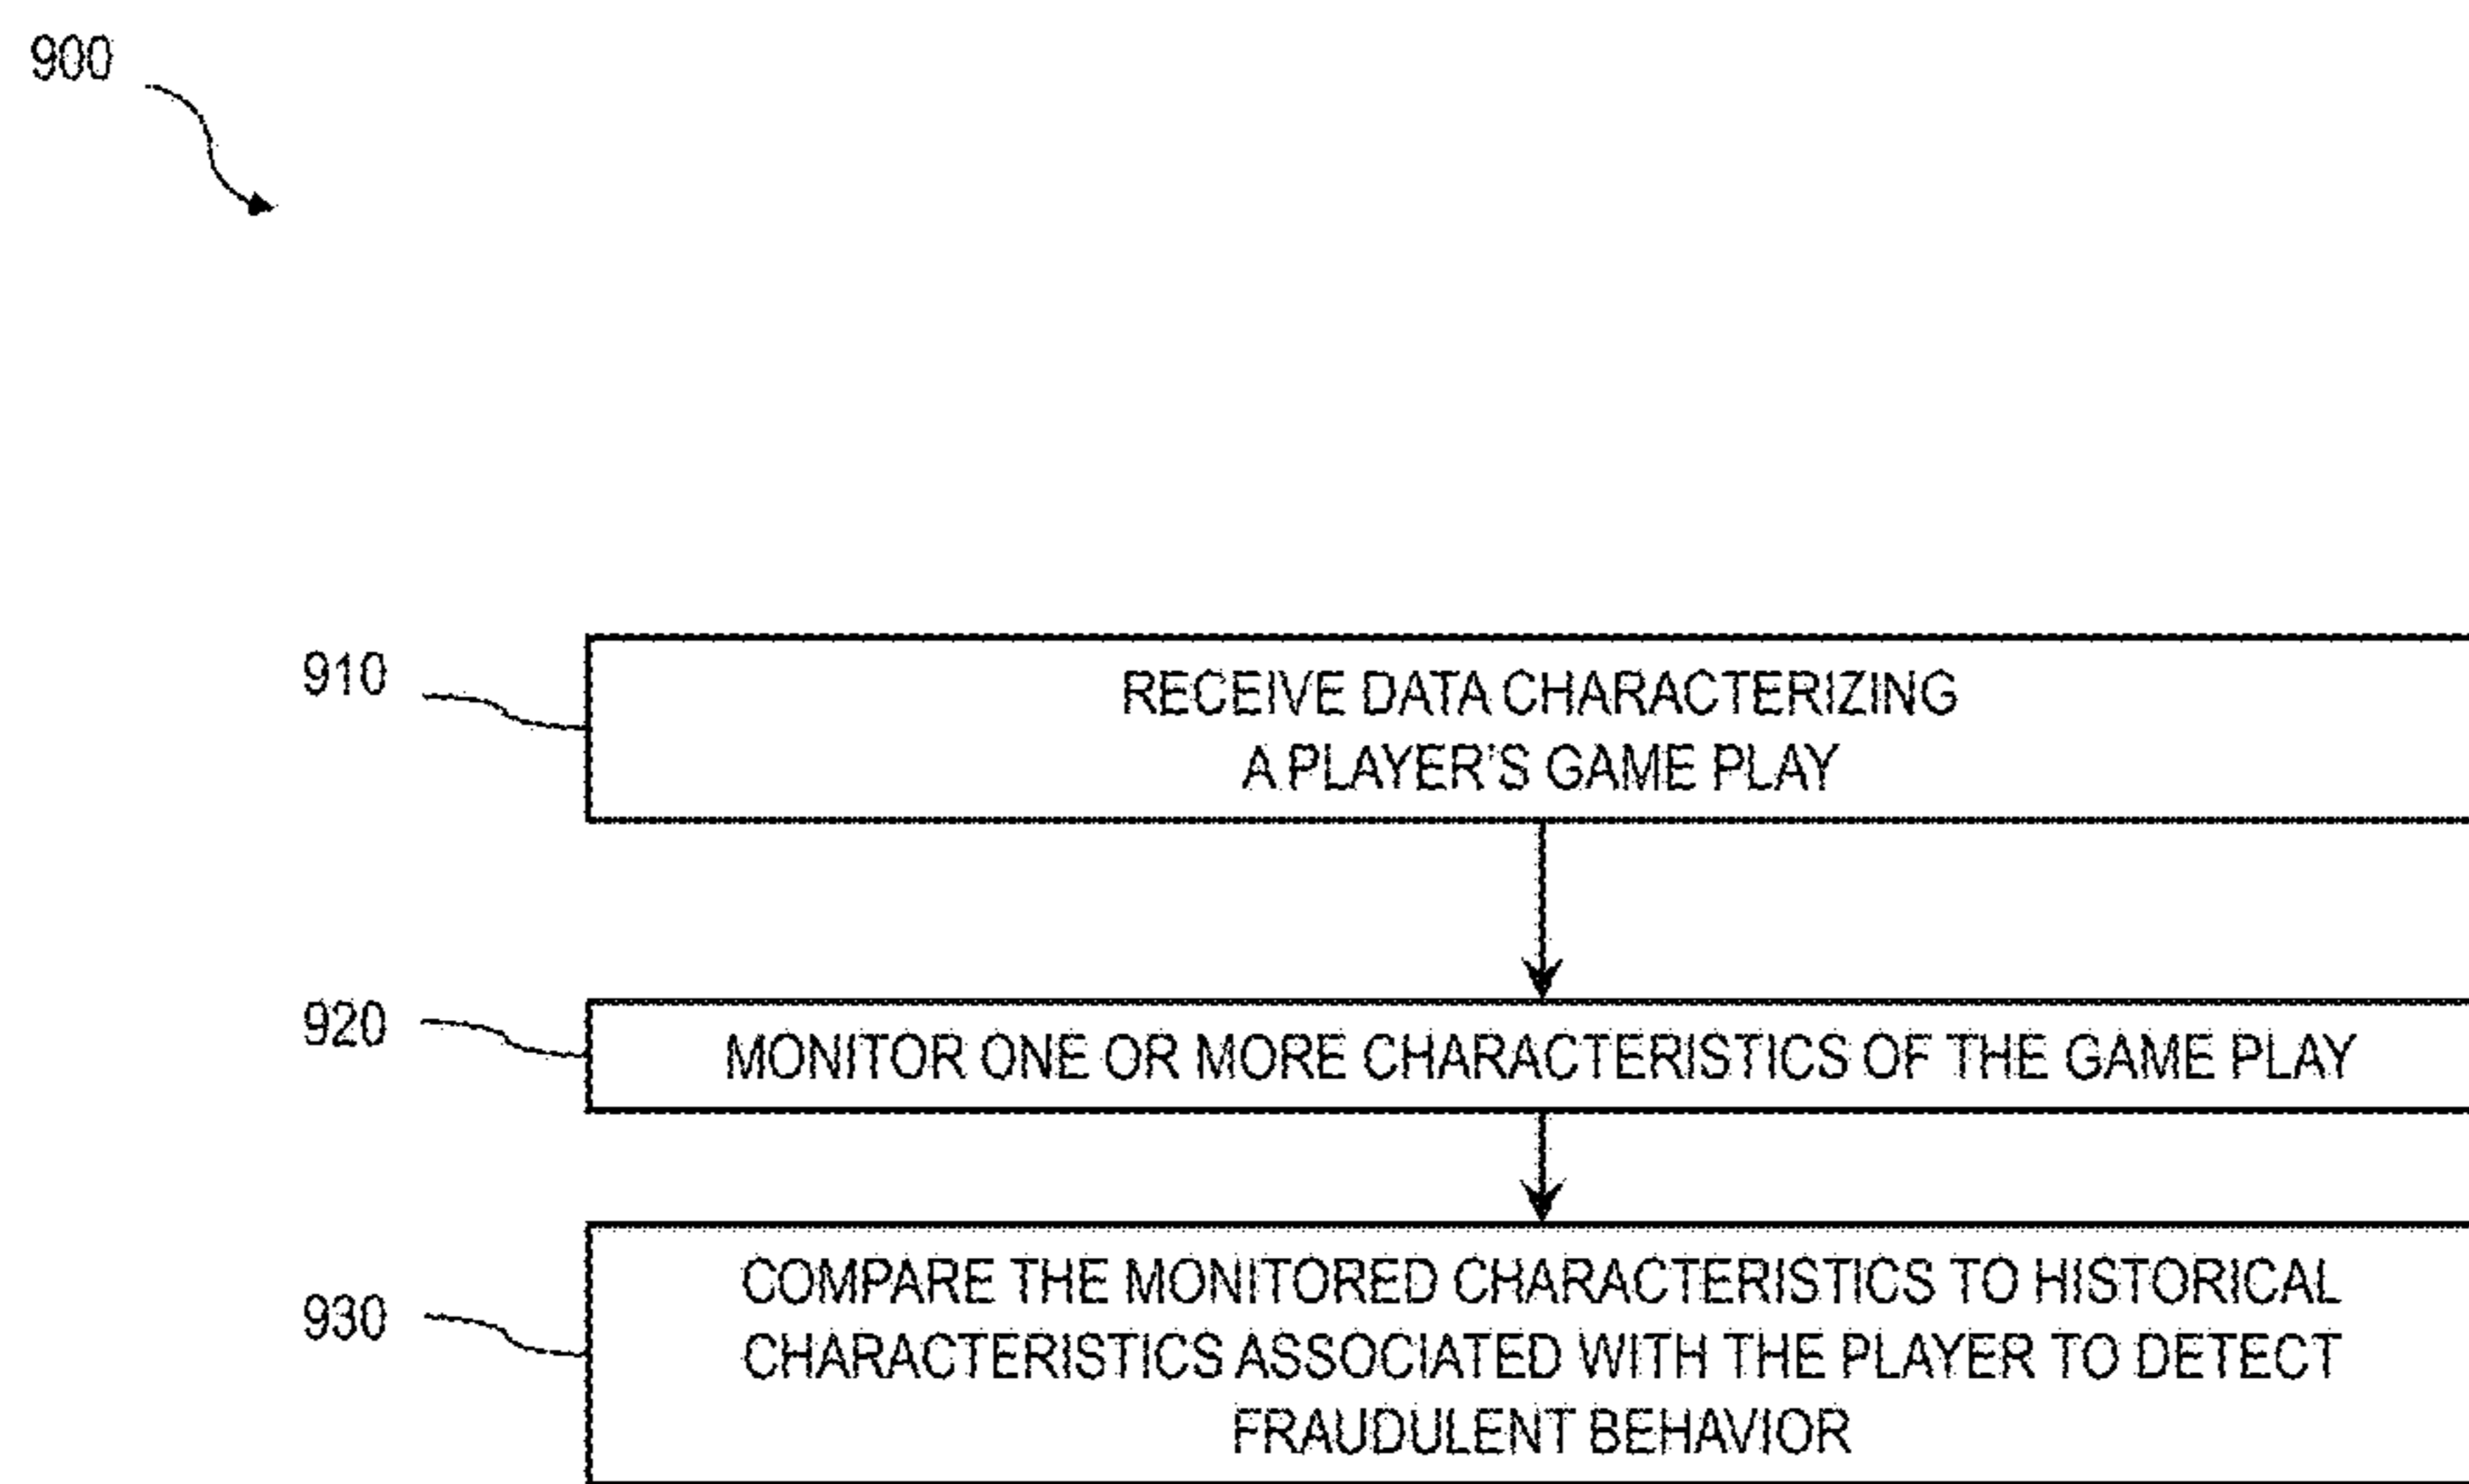 900
910
RECEIVE DATA CHARACTERIZING
A PLAYER'S GAME PLAY
920
MONITOR ONE OR MORE CHARACTERISTICS OF THE GAME PLAY
930
COMPARE THE MONITORED CHARACTERISTICS TO HISTORICAL
CHARACTERISTICS ASSOCIATED WITH THE PLAYER TO DETECT
FRAUDULENT BEHAVIOR